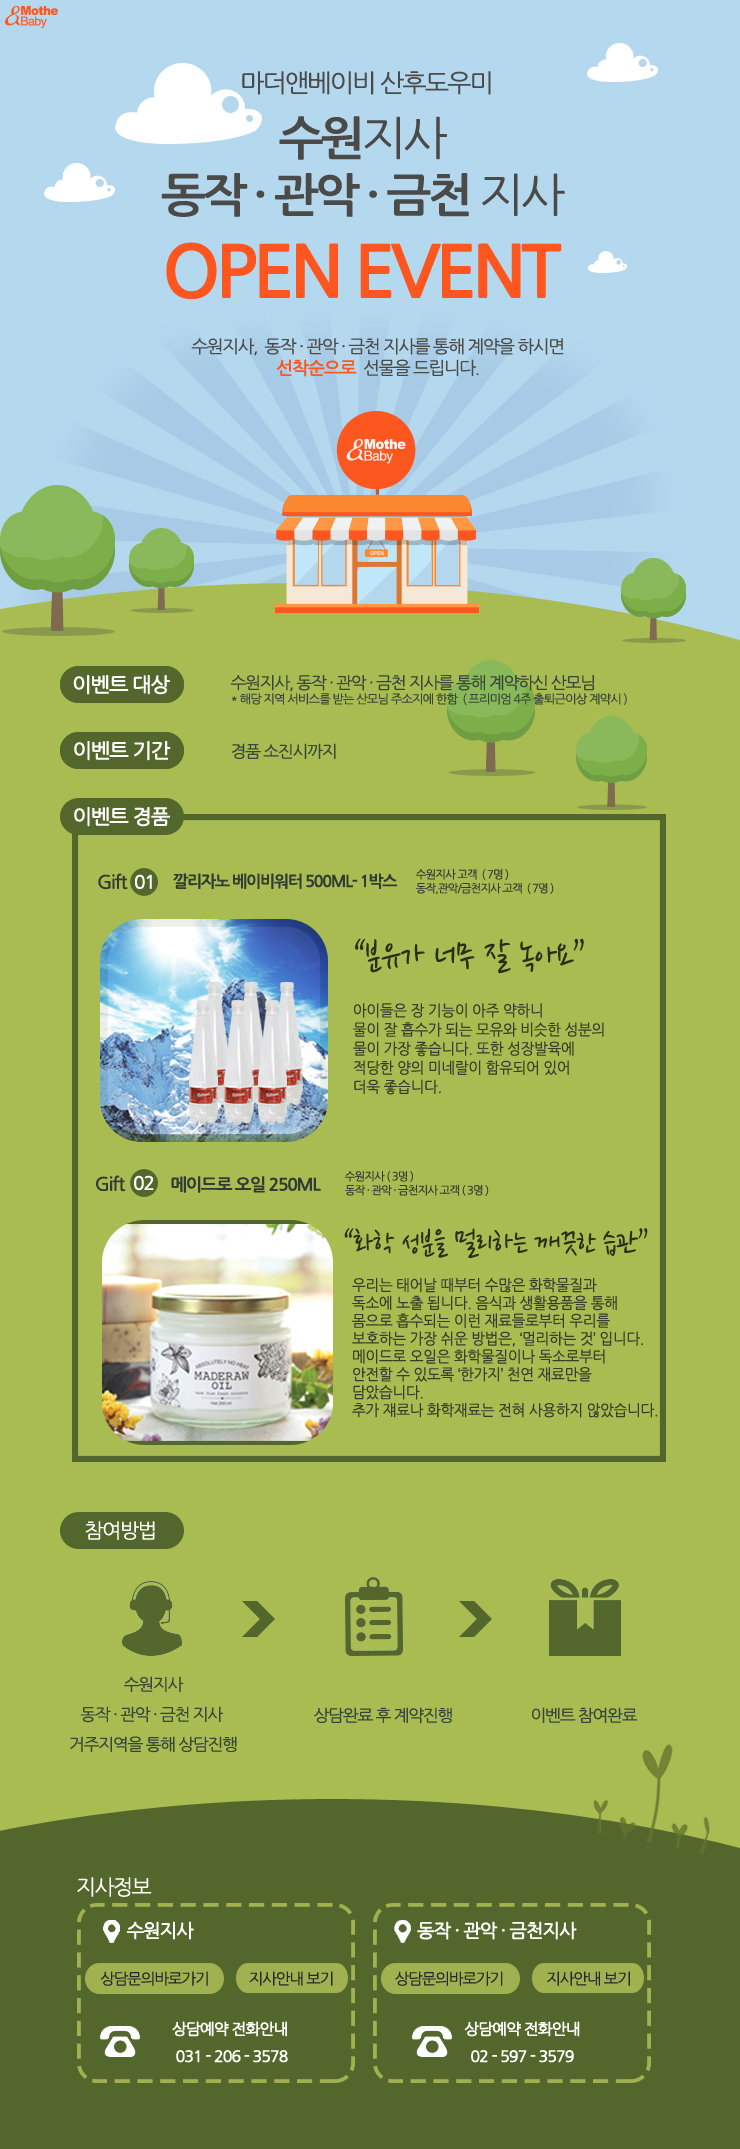 &Mothe
Baby
마더앤베이비 산후도우미
수원지사
동작·관악·금천 지사
OPEN EVENT
수원지사, 동작·관악·금천 지사를 통해 계약을 하시면
선착순으로 선물을 드립니다.
&Mothe
Baby
OPEN
이벤트 대상
수원지사, 동작·관악·금천 지사를 통해 계약하신 산모님
* 해당 지역 서비스를 받는 산모님 주소지에 한함 (프리미엄 4주 출퇴근이상 계약시)
이벤트 기간
경품 소진시까지
이벤트 경품
Gift 01 깔리자노 베이비워터 500ML- 1박스
수원지사 고객 (7명)
동작,관악/금천지사 고객 (7명)
“분유가 너무 잘 녹아요”
아이들은 장 기능이 아주 약하니
물이 잘 흡수가 되는 모유와 비슷한 성분의
물이 가장 좋습니다. 또한 성장발육에
적당한 양의 미네랄이 함유되어 있어
더욱 좋습니다.
Gift 02 메이드로 오일 250ML
수원지사 (3명)
동작·관악·금천지사 고객 (3명)
“화학 성분을 멀리하는 깨끗한 습관”
우리는 태어날 때부터 수많은 화학물질과
독소에 노출 됩니다. 음식과 생활용품을 통해
몸으로 흡수되는 이런 재료들로부터 우리를
보호하는 가장 쉬운 방법은, ‘멀리하는 것’ 입니다.
메이드로 오일은 화학물질이나 독소로부터
안전할 수 있도록 ‘한가지’ 천연 재료만을
담았습니다.
추가 재료나 화학재료는 전혀 사용하지 않았습니다.
ABSOLUTELY NO HEAT
MADERAW
OIL
참여방법
수원지사
동작·관악·금천 지사
거주지역을 통해 상담진행
상담완료 후 계약진행
이벤트 참여완료
지사정보
수원지사
상담문의바로가기
지사안내 보기
상담예약 전화안내
031 - 206 - 3578
동작·관악·금천지사
상담문의바로가기
지사안내 보기
상담예약 전화안내
02 - 597 - 3579